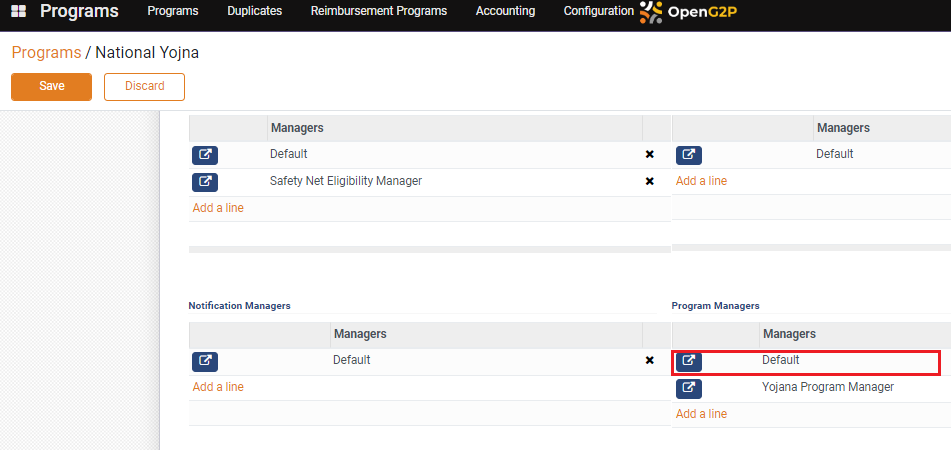 Programs Programs Duplicates Reimbursement Programs Accounting Configuration OpenG2P
Programs / National Yojna
Save Discard
Managers Managers
Default ✖ Default
Safety Net Eligibility Manager ✖ Add a line
Add a line
Notification Managers Program Managers
Managers Managers
Default ✖ Default
Add a line Yojana Program Manager
Add a line